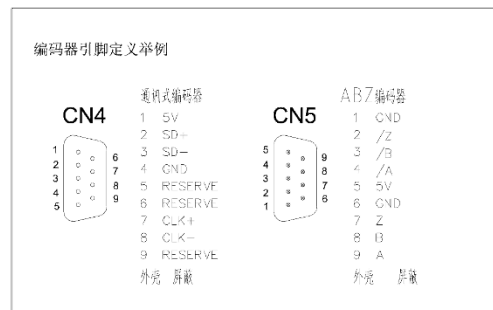 编码器引脚定义举例
CN4
通讯式编码器
1 5V
2 SD+
3 SD-
4 GND
5 RESERVE
6 RESERVE
7 CLK+
8 CLK-
9 RESERVE
外壳 屏蔽
1
2
3
4
5
6
7
8
9
CN5
ABZ编码器
1 GND
2 /Z
3 /B
4 /A
5 5V
6 GND
7 Z
8 B
9 A
外壳 屏蔽
5
4
3
2
1
9
8
7
6